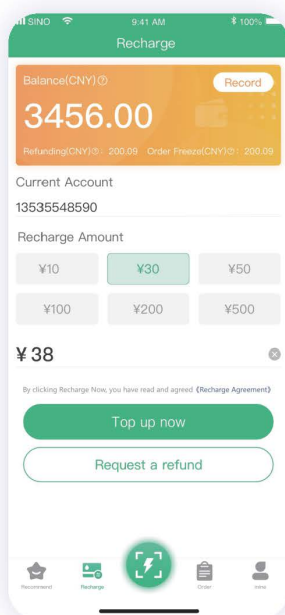 SINO 9:41 AM 100%
Recharge
Balance(CNY)
Record
3456.00
Refunding(CNY)②: 200.09 Order Freeze(CNY)②: 200.09
Current Account
13535548590
Recharge Amount
¥10 ¥30 ¥50
¥100 ¥200 ¥500
¥ 38
By clicking Recharge Now, you have read and agreed 《Recharge Agreement》
Top up now
Request a refund
Recommend Recharge Order mine